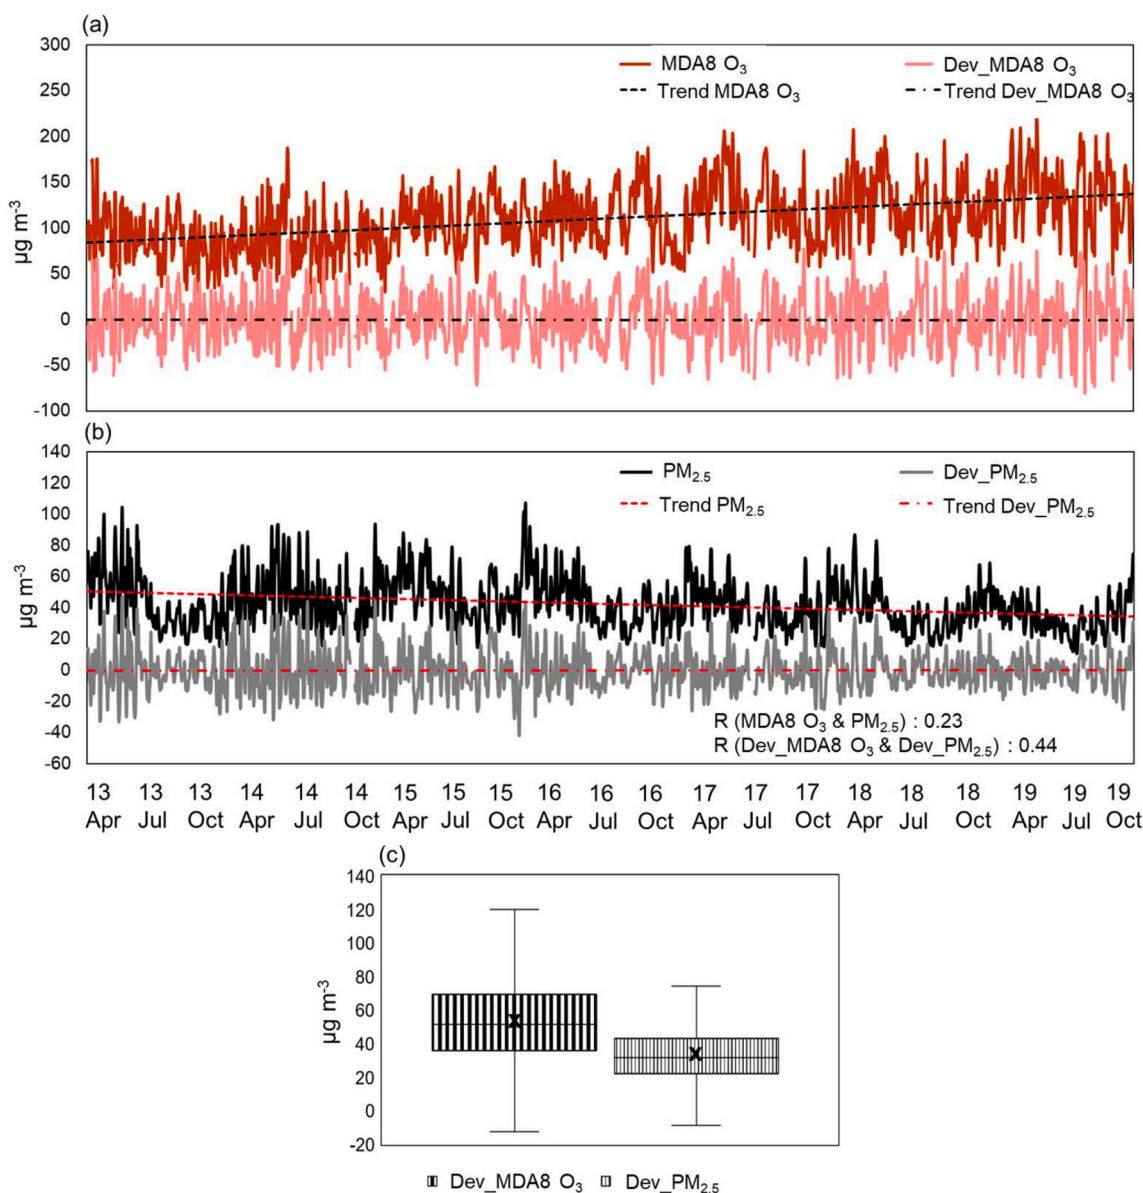 (a)
300
250
200
150
100
50
0
-50
-100
µg m⁻³
MDA8 O₃
Dev_MDA8 O₃
Trend MDA8 O₃
Trend Dev_MDA8 O₃
(b)
140
120
100
80
60
40
20
0
-20
-40
-60
µg m⁻³
PM₂.₅
Dev_PM₂.₅
Trend PM₂.₅
Trend Dev_PM₂.₅
R (MDA8 O₃ & PM₂.₅) : 0.23
R (Dev_MDA8 O₃ & Dev_PM₂.₅) : 0.44
13 13 13 14 14 14 15 15 15 16 16 16 17 17 17 18 18 18 19 19 19
Apr Jul Oct Apr Jul Oct Apr Jul Oct Apr Jul Oct Apr Jul Oct Apr Jul Oct Apr Jul Oct
(c)
140
120
100
80
60
40
20
0
-20
µg m⁻³
Dev_MDA8 O₃ Dev_PM₂.₅